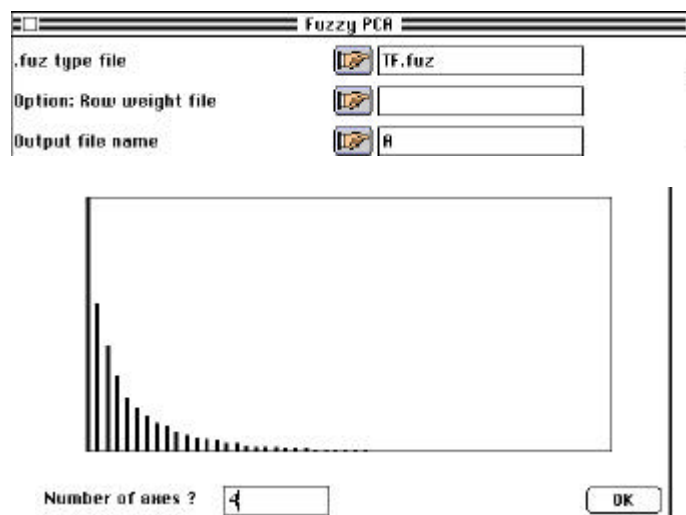 Fuzzy PCA
.fuz type file TF.fuz
Option: Row weight file
Output file name A
Number of axes ? 4
OK